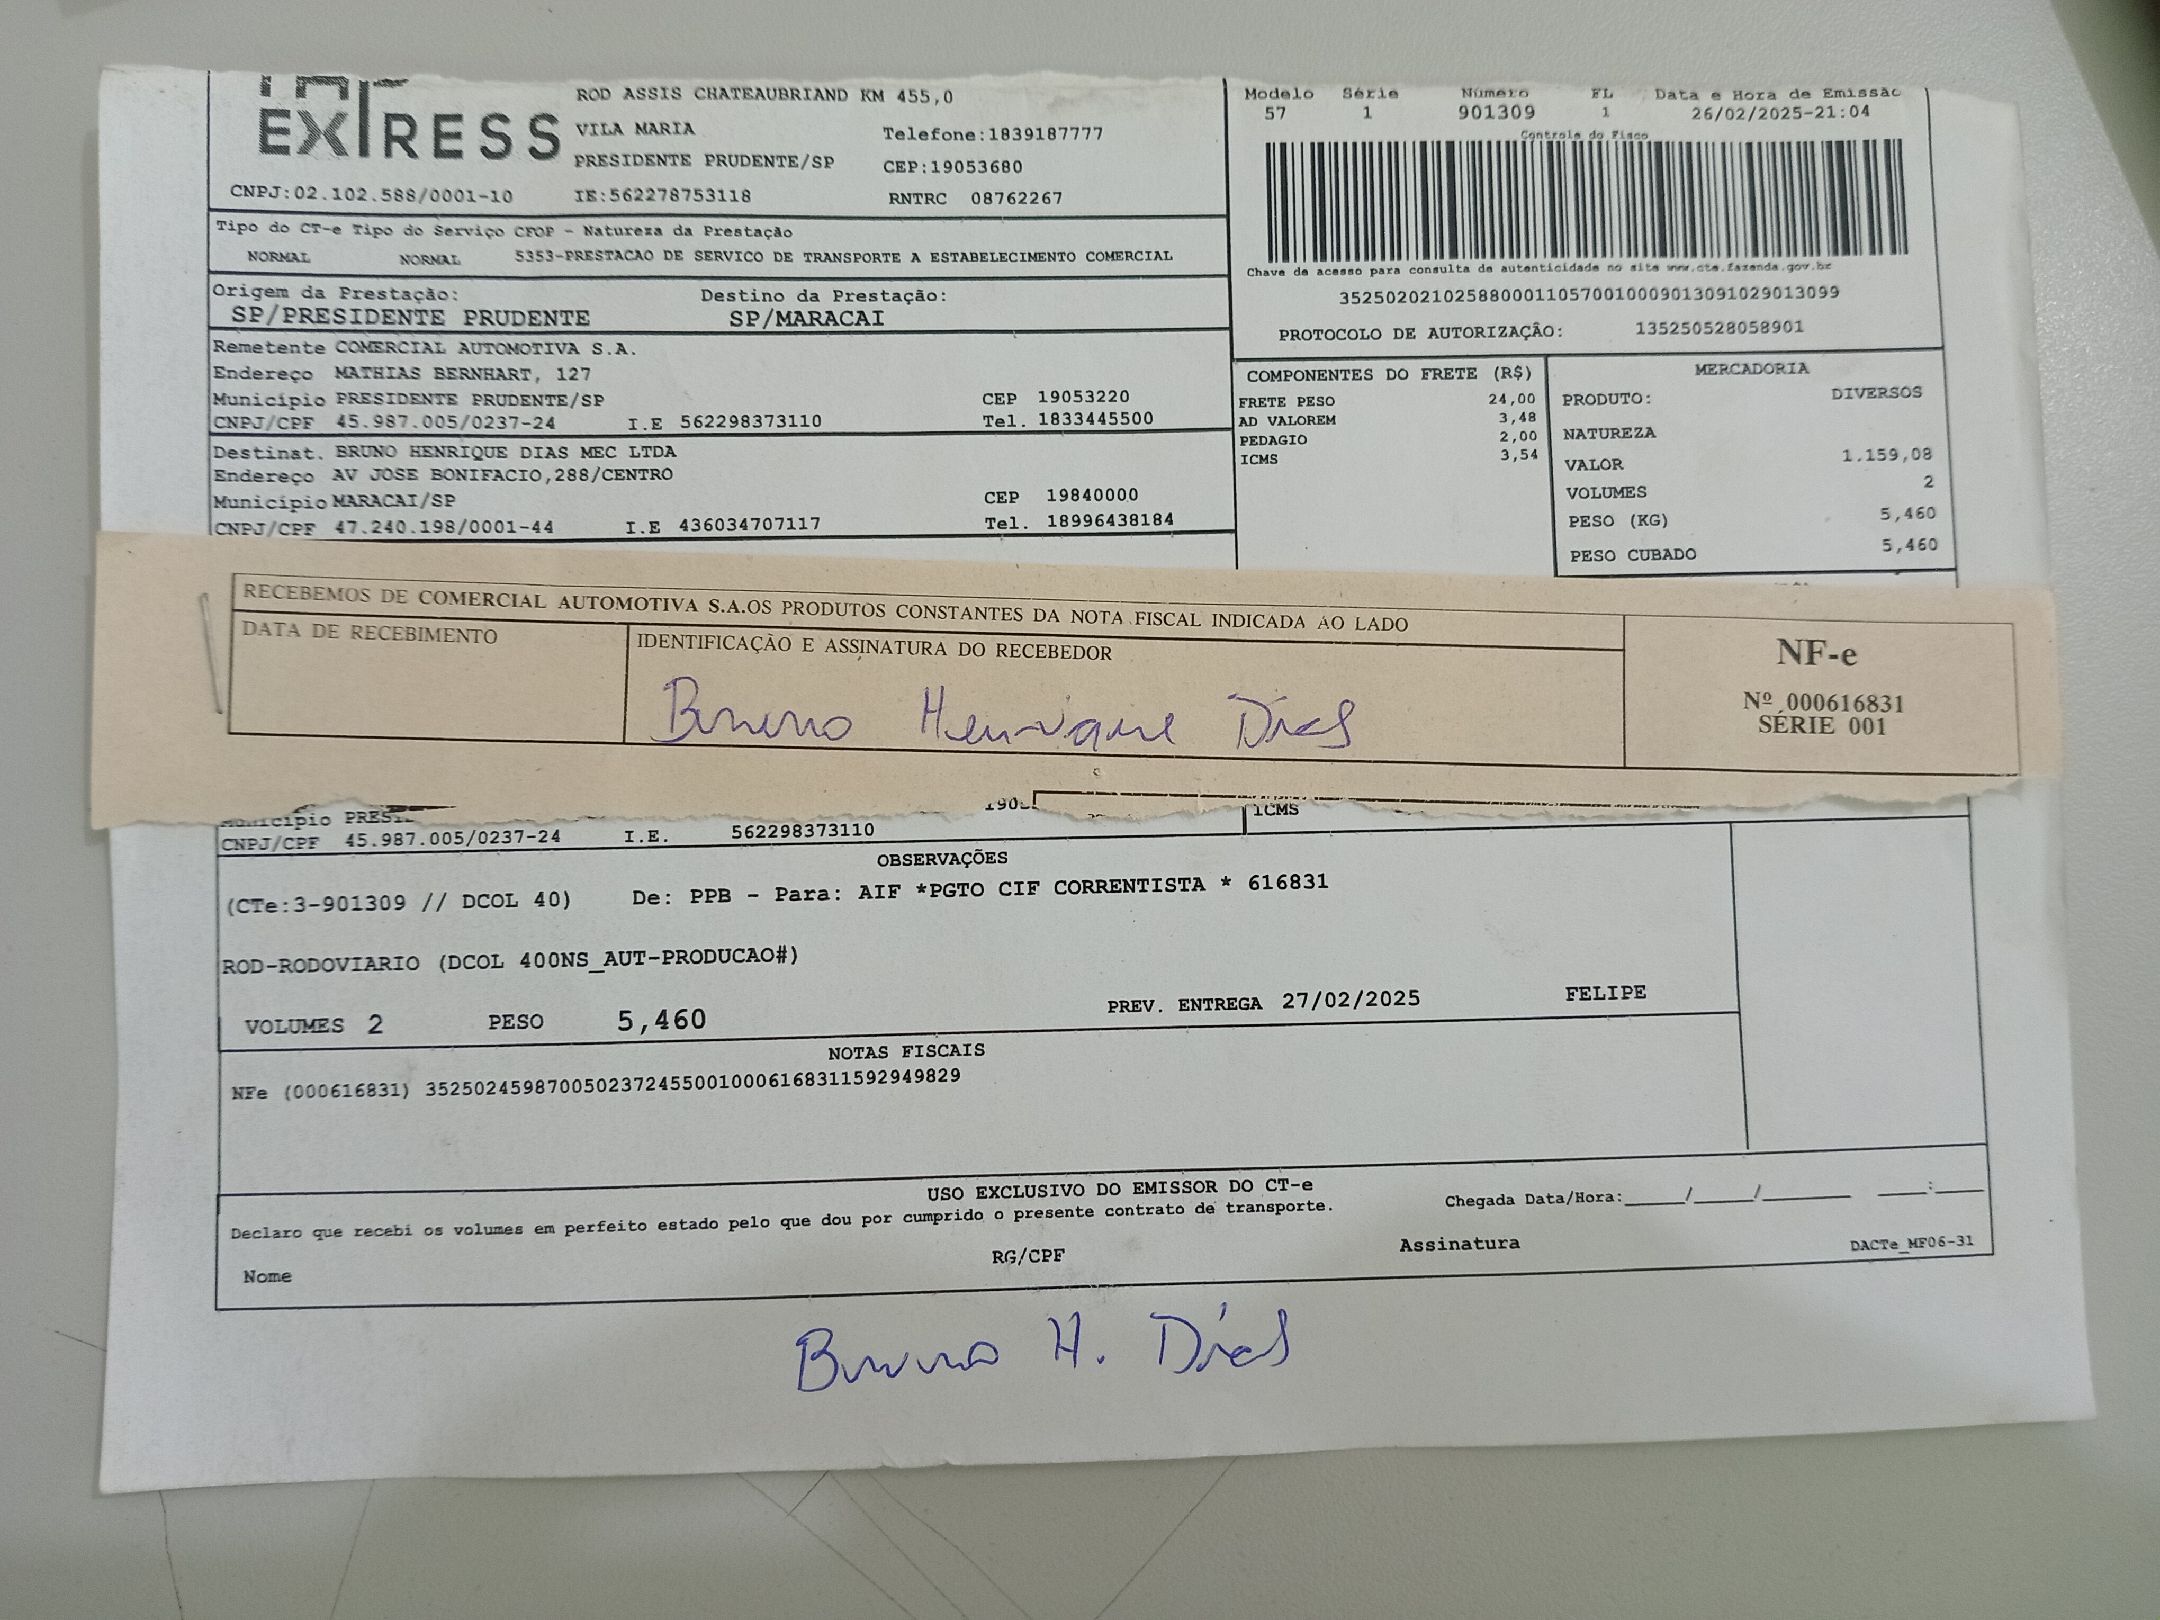 EXPRESS
ROD ASSIS CHATEAUBRIAND KM 455,0
VILA MARIA Telefone:1839187777
PRESIDENTE PRUDENTE/SP CEP:19053680
CNPJ:02.102.588/0001-10 IE:562278753118 RNTRC 08762267
Modelo Série Número FL Data e Hora de Emissão
57 1 901309 1 26/02/2025-21:04
Controle do Fisco
Tipo do CT-e Tipo do Serviço CFOP - Natureza da Prestação
NORMAL NORMAL 5353-PRESTACAO DE SERVICO DE TRANSPORTE A ESTABELECIMENTO COMERCIAL
Chave de acesso para consulta de autenticidade no site www.cte.fazenda.gov.br
35250202102588000110570010009013091029013099
PROTOCOLO DE AUTORIZAÇÃO: 135250528058901
Origem da Prestação: Destino da Prestação:
SP/PRESIDENTE PRUDENTE SP/MARACAI
Remetente COMERCIAL AUTOMOTIVA S.A.
Endereço MATHIAS BERNHART, 127
Município PRESIDENTE PRUDENTE/SP CEP 19053220
CNPJ/CPF 45.987.005/0237-24 I.E 562298373110 Tel. 1833445500
Destinat. BRUNO HENRIQUE DIAS MEC LTDA
Endereço AV JOSE BONIFACIO,288/CENTRO
Município MARACAI/SP CEP 19840000
CNPJ/CPF 47.240.198/0001-44 I.E 436034707117 Tel. 18996438184
COMPONENTES DO FRETE (R$)
FRETE PESO 24,00
AD VALOREM 3,48
PEDAGIO 2,00
ICMS 3,54
MERCADORIA
PRODUTO: DIVERSOS
NATUREZA
VALOR 1.159,08
VOLUMES 2
PESO (KG) 5,460
PESO CUBADO 5,460
RECEBEMOS DE COMERCIAL AUTOMOTIVA S.A.OS PRODUTOS CONSTANTES DA NOTA FISCAL INDICADA AO LADO
DATA DE RECEBIMENTO IDENTIFICAÇÃO E ASSINATURA DO RECEBEDOR
Bruno Henrique Dias
NF-e
Nº 000616831
SÉRIE 001
Município
ICMS
CNPJ/CPF 45.987.005/0237-24 I.E. 562298373110
OBSERVAÇÕES
(CTe:3-901309 // DCOL 40) De: PPB - Para: AIF *PGTO CIF CORRENTISTA * 616831
ROD-RODOVIARIO (DCOL 400NS_AUT-PRODUCAO#)
VOLUMES 2 PESO 5,460 PREV. ENTREGA 27/02/2025 FELIPE
NOTAS FISCAIS
NFe (000616831) 35250245987005023724550010006168311592949829
USO EXCLUSIVO DO EMISSOR DO CT-e
Declaro que recebi os volumes em perfeito estado pelo que dou por cumprido o presente contrato de transporte. Chegada Data/Hora:____/____/______ ___:___
Nome RG/CPF Assinatura DACTe_MF06-31
Bruno H. Dias